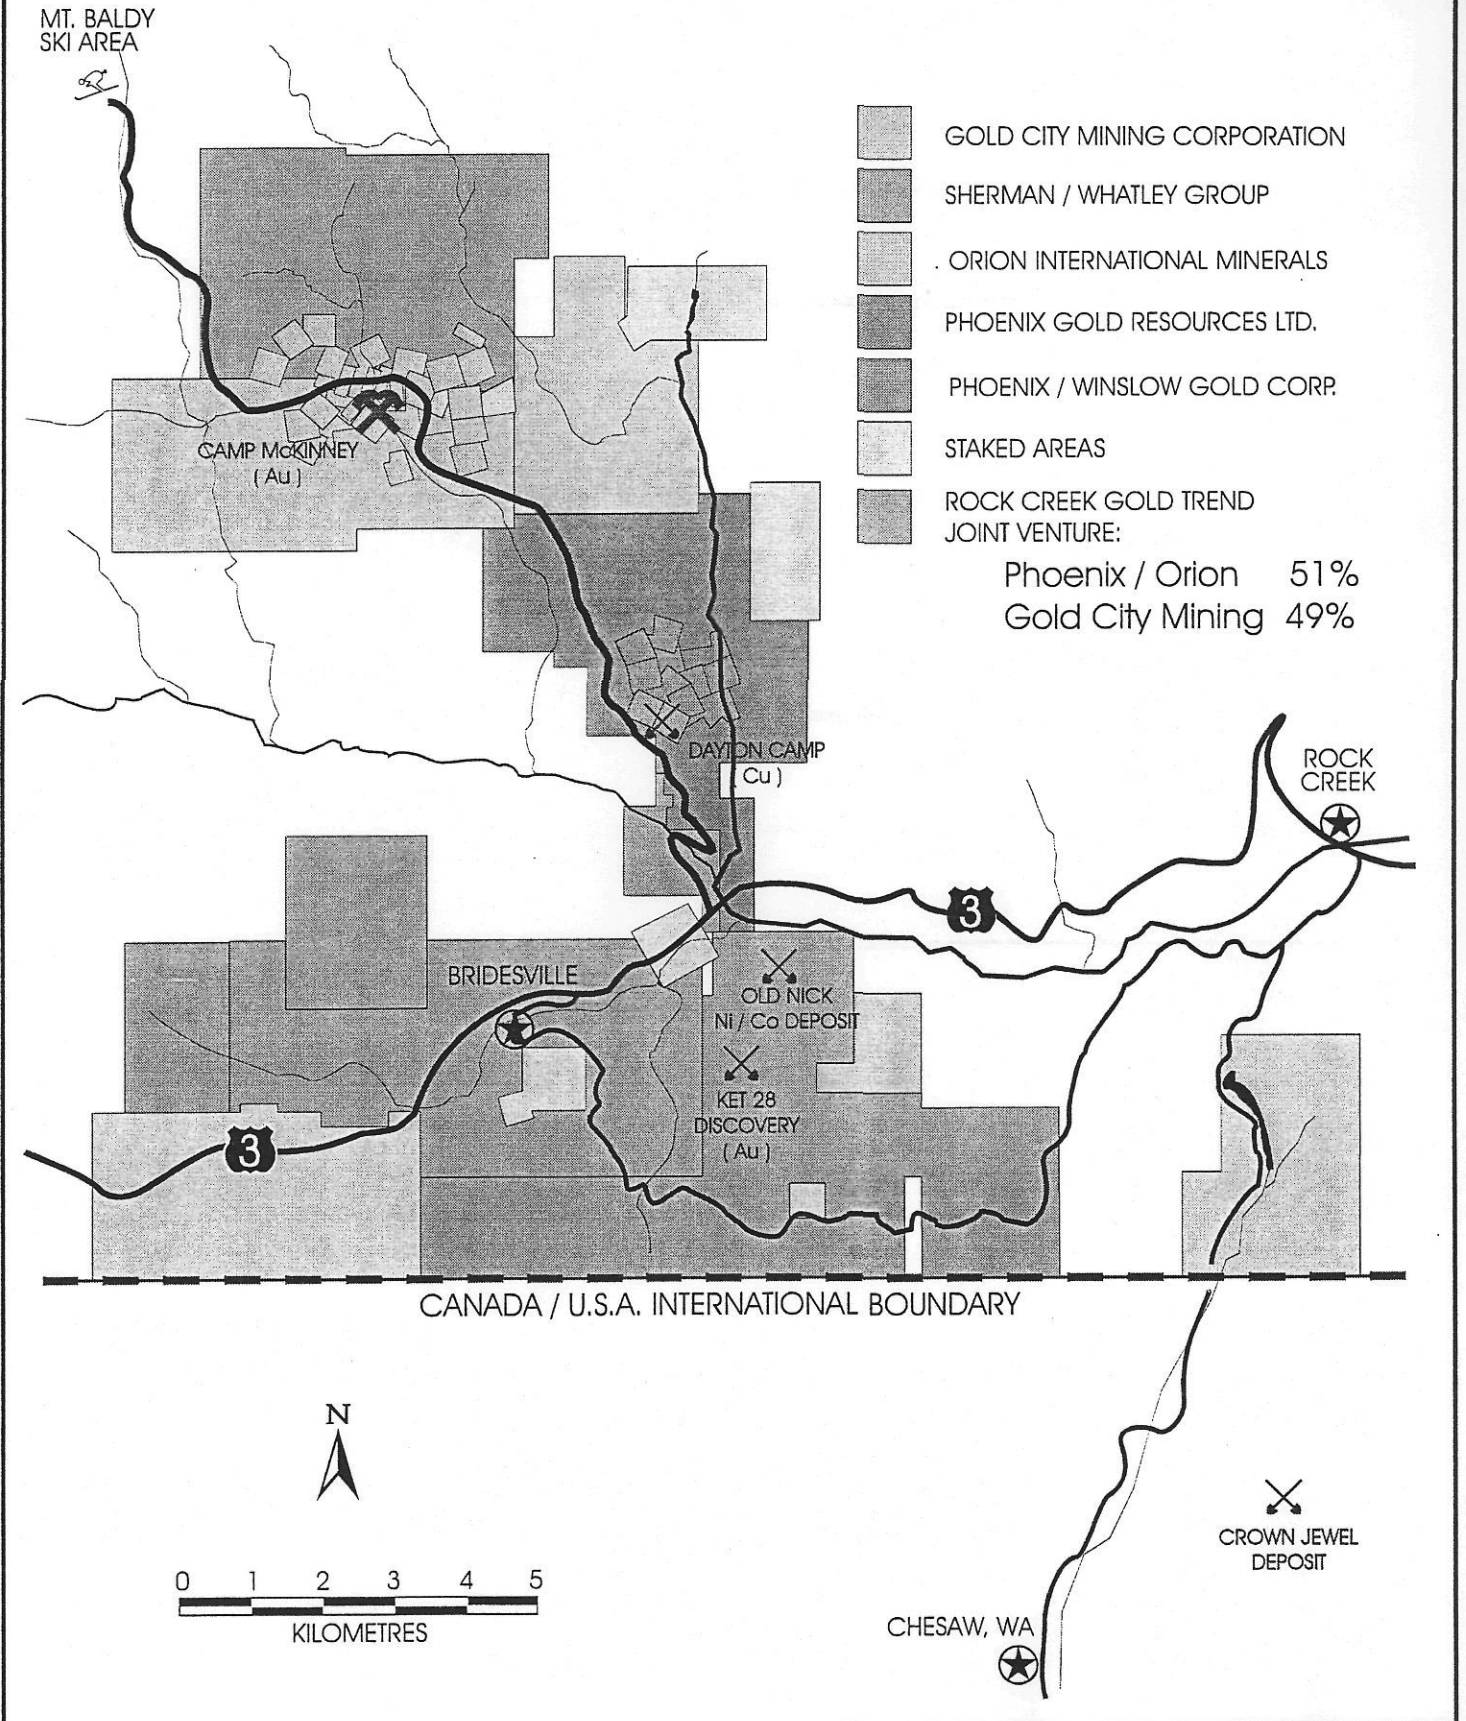 MT. BALDY
SKI AREA
GOLD CITY MINING CORPORATION
SHERMAN / WHATLEY GROUP
ORION INTERNATIONAL MINERALS
PHOENIX GOLD RESOURCES LTD.
PHOENIX / WINSLOW GOLD CORP.
STAKED AREAS
ROCK CREEK GOLD TREND
JOINT VENTURE:
Phoenix / Orion 51%
Gold City Mining 49%
CAMP McKINNEY
( Au )
DAYTON CAMP
( Cu )
ROCK
CREEK
3
BRIDESVILLE
OLD NICK
Ni / Co DEPOSIT
KET 28
DISCOVERY
( Au )
3
CANADA / U.S.A. INTERNATIONAL BOUNDARY
N
0 1 2 3 4 5
KILOMETRES
CROWN JEWEL
DEPOSIT
CHESAW, WA